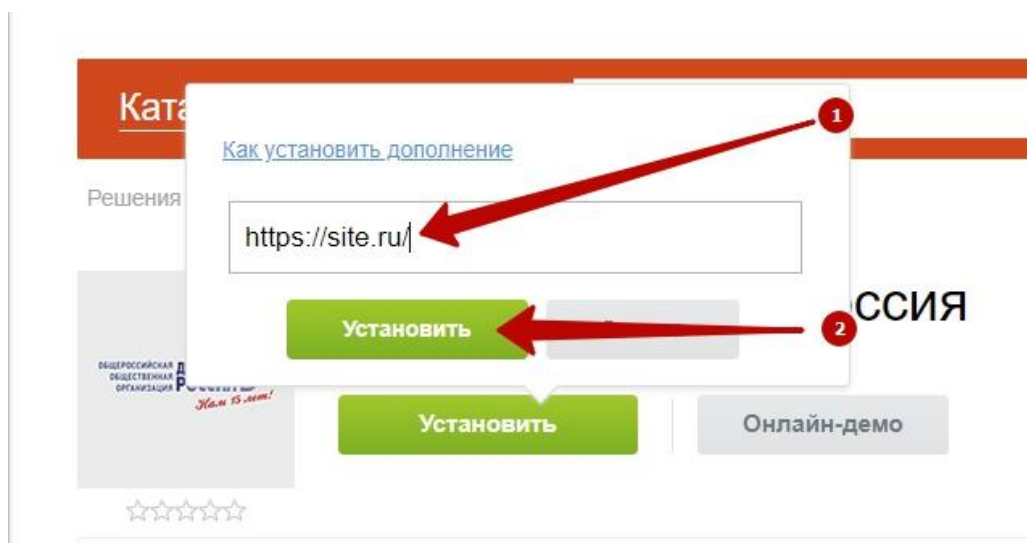 Ката
1
Как установить дополнение
Решения
https://site.ru/
ССИЯ
Установить
2
ОБЩЕРОССИЙСКАЯ
ОБЩЕСТВЕННАЯ
ОРГАНИЗАЦИЯ
Нам 15 лет!
Установить
Онлайн-демо